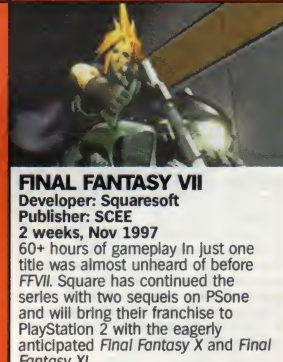 FINAL FANTASY VII
Developer: Squaresoft
Publisher: SCEE
2 weeks, Nov 1997
60+ hours of gameplay In just one
title was almost unheard of before
FFVII. Square has continued the
series with two sequels on PSone
and will bring their franchise to
PlayStation 2 with the eagerly
anticipated Final Fantasy X and Final
Fantasy XI